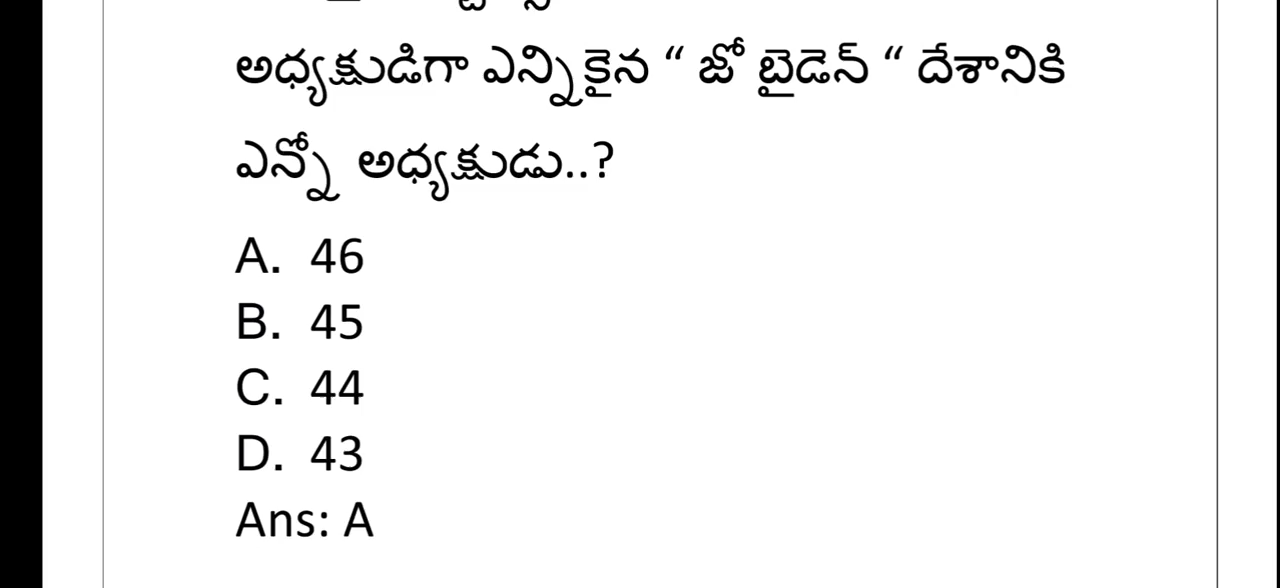 అధ్యక్షుడిగా ఎన్నికైన “ జో బైడెన్ “ దేశానికి
ఎన్నో అధ్యక్షుడు..?
A. 46
B. 45
C. 44
D. 43
Ans: A